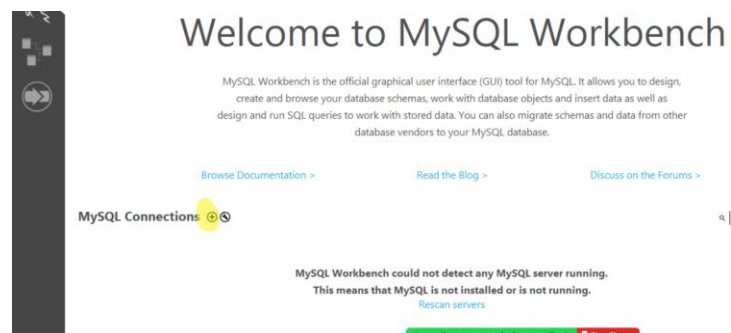 Welcome to MySQL Workbench
MySQL Workbench is the official graphical user interface (GUI) tool for MySQL. It allows you to design,
create and browse your database schemas, work with database objects and insert data as well as
design and run SQL queries to work with stored data. You can also migrate schemas and data from other
database vendors to your MySQL database.
Browse Documentation >
Read the Blog >
Discuss on the Forums >
MySQL Connections
MySQL Workbench could not detect any MySQL server running.
This means that MySQL is not installed or is not running.
Rescan servers